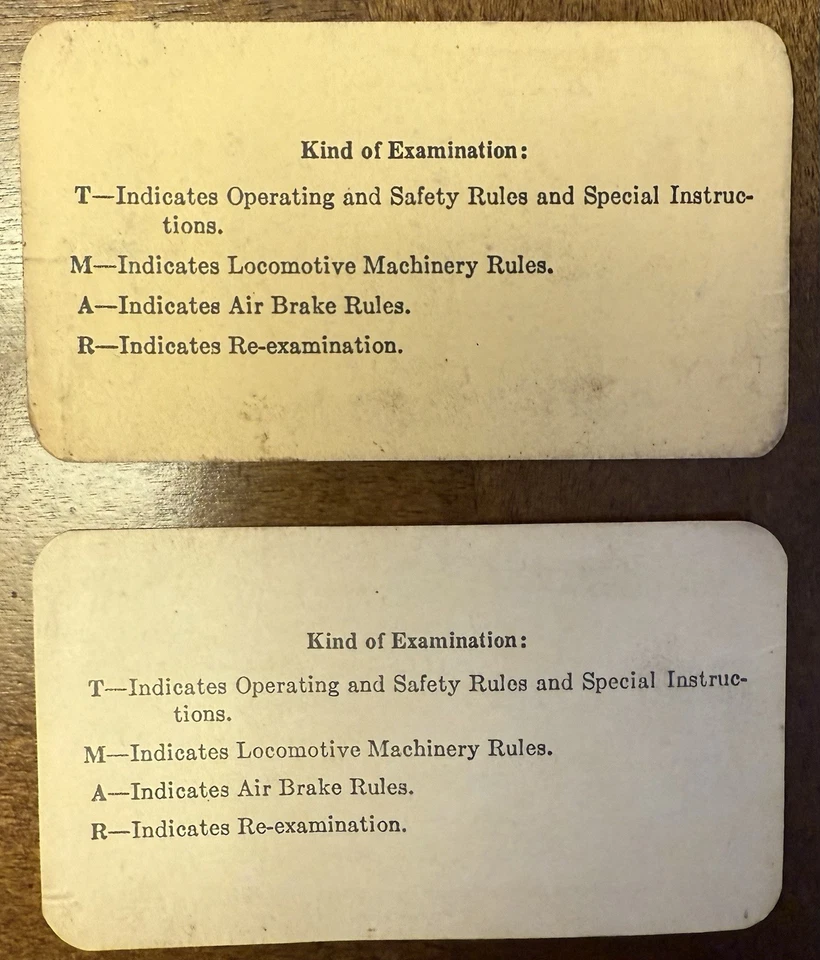 Kind of Examination:
T—Indicates Operating and Safety Rules and Special Instruc-
tions.
M—Indicates Locomotive Machinery Rules.
A—Indicates Air Brake Rules.
R—Indicates Re-examination.
Kind of Examination:
T—Indicates Operating and Safety Rules and Special Instruc-
tions.
M—Indicates Locomotive Machinery Rules.
A—Indicates Air Brake Rules.
R—Indicates Re-examination.